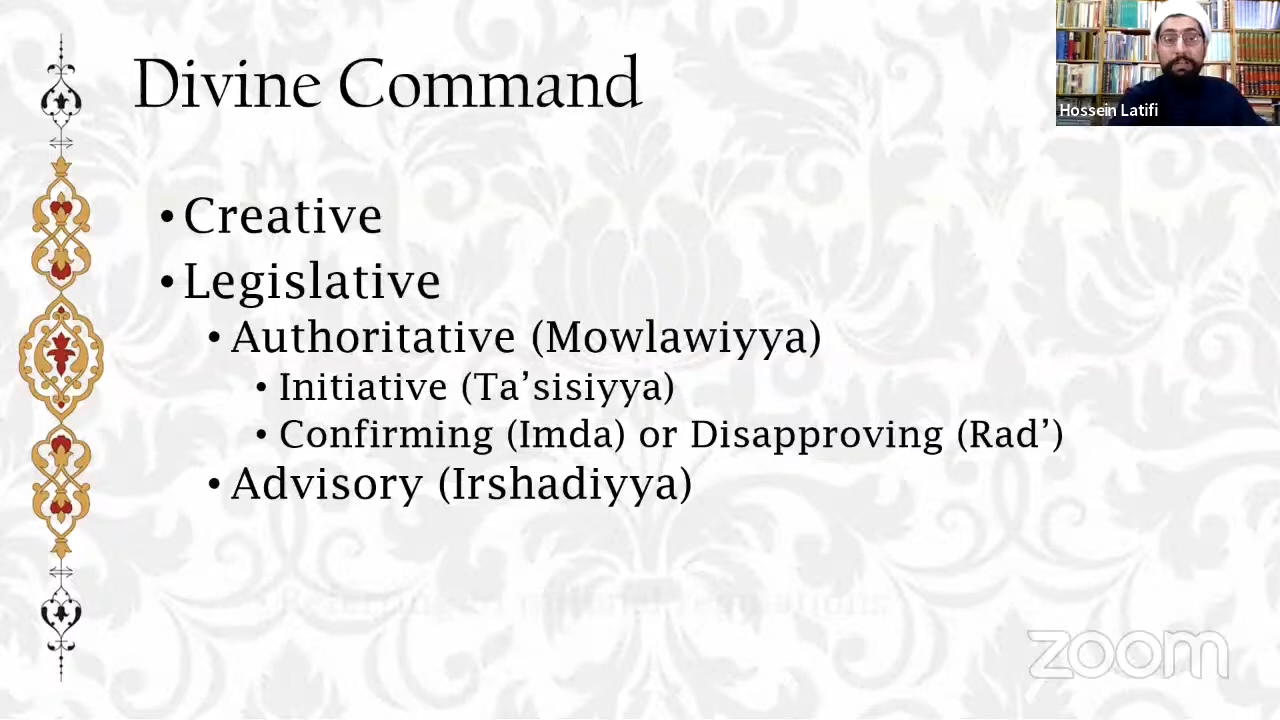 Divine Command
Hossein Latifi
• Creative
• Legislative
• Authoritative (Mowlawiyya)
• Initiative (Ta’sisiyya)
• Confirming (Imda) or Disapproving (Rad’)
• Advisory (Irshadiyya)
zoom